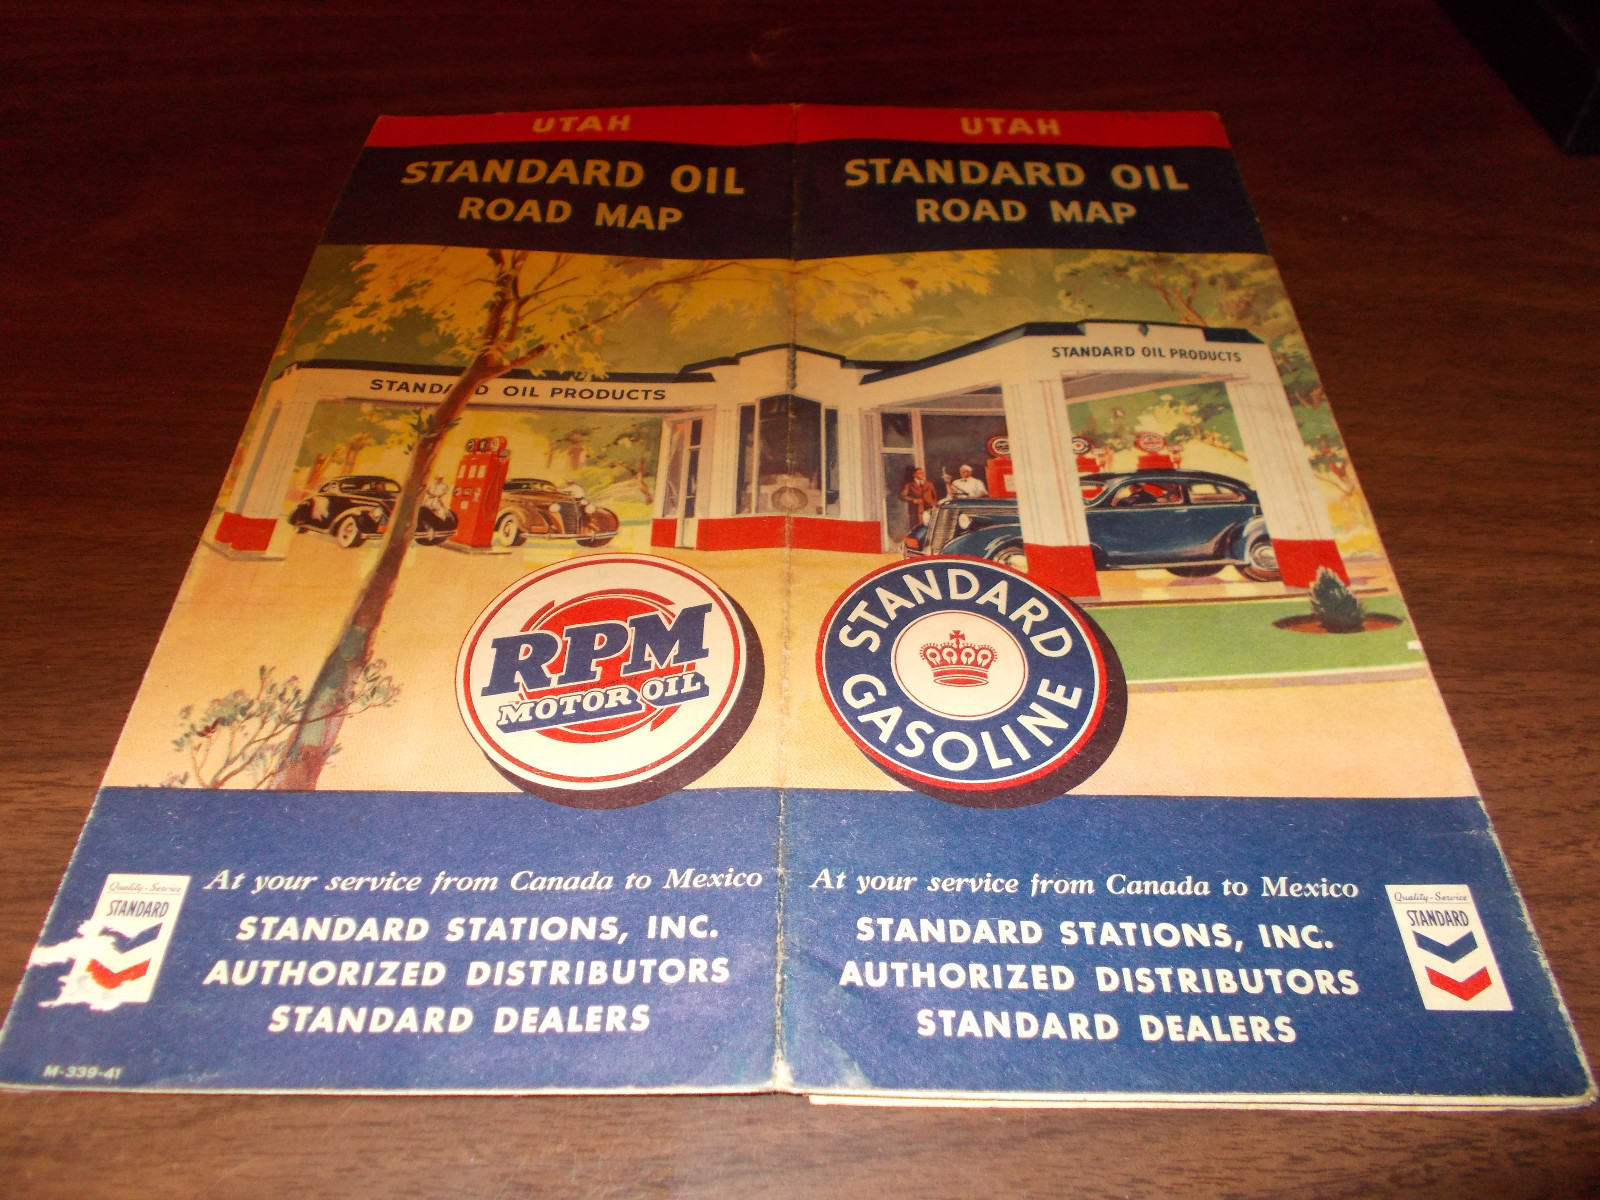 UTAH
STANDARD OIL
ROAD MAP
STANDARD OIL PRODUCTS
RPM
MOTOR OIL
At your service from Canada to Mexico
STANDARD STATIONS, INC.
AUTHORIZED DISTRIBUTORS
STANDARD DEALERS
Quality-Service
STANDARD
M-339-41
UTAH
STANDARD OIL
ROAD MAP
STANDARD OIL PRODUCTS
STANDARD
GASOLINE
At your service from Canada to Mexico
STANDARD STATIONS, INC.
AUTHORIZED DISTRIBUTORS
STANDARD DEALERS
Quality-Service
STANDARD